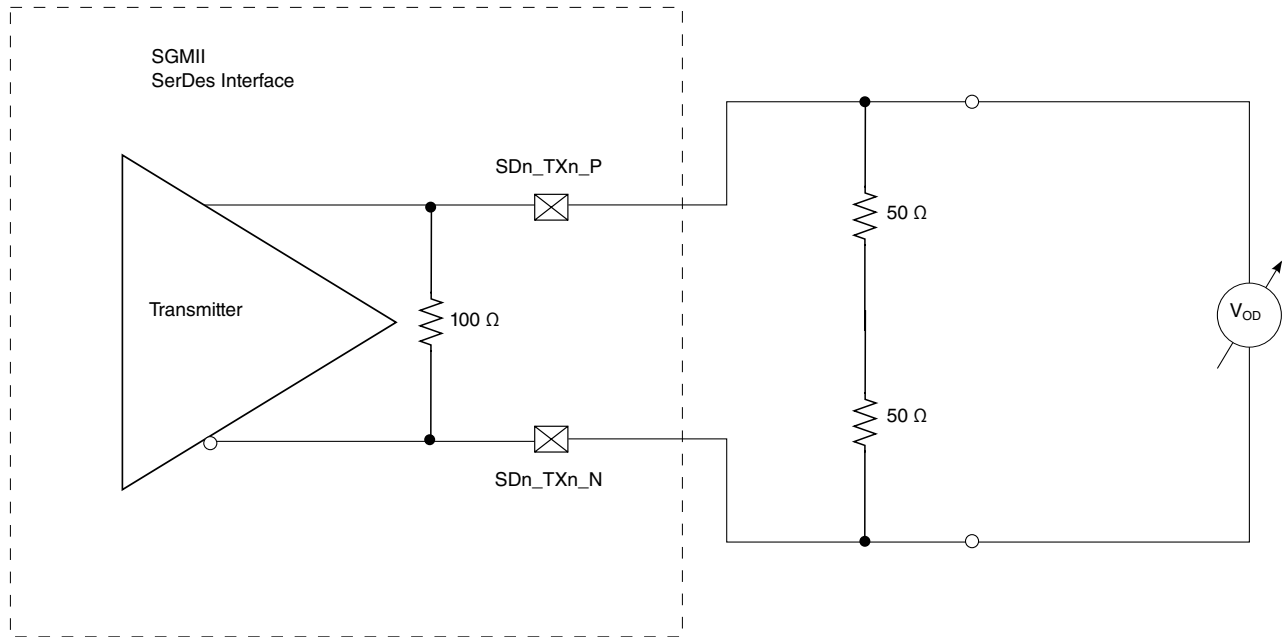 SGMII
SerDes Interface
SDn_TXn_P
50 Ω
Transmitter
100 Ω
VOD
50 Ω
SDn_TXn_N